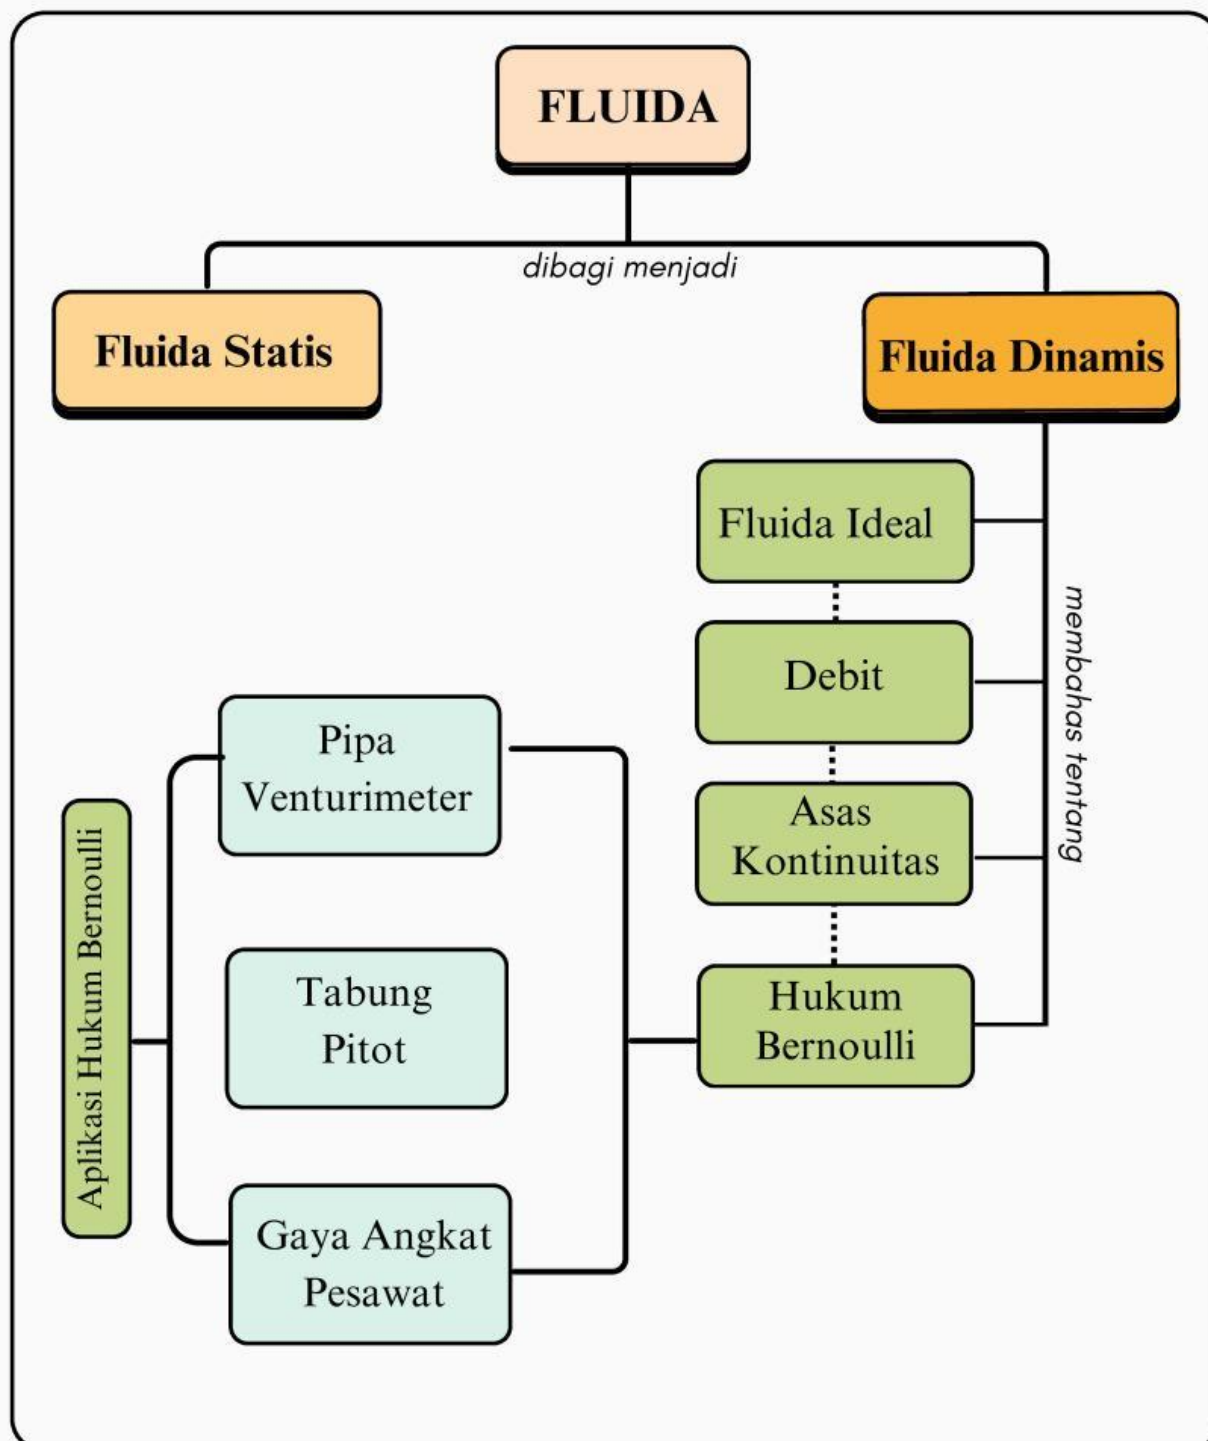 FLUIDA
dibagi menjadi
Fluida Statis
Fluida Dinamis
membahas tentang
Fluida Ideal
Debit
Asas
Kontinuitas
Hukum
Bernoulli
Pipa
Venturimeter
Tabung
Pitot
Gaya Angkat
Pesawat
Aplikasi Hukum Bernoulli